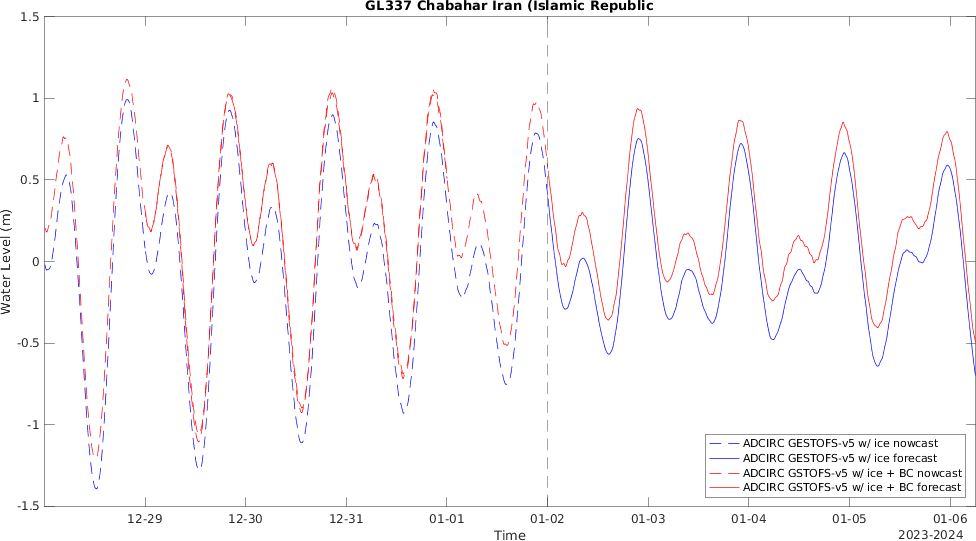 GL337 Chabahar Iran (Islamic Republic
1.5
1
0.5
0
-0.5
-1
-1.5
Water Level (m)
12-29
12-30
12-31
01-01
01-02
01-03
01-04
01-05
01-06
Time
2023-2024
ADCIRC GESTOFS-v5 w/ ice nowcast
ADCIRC GESTOFS-v5 w/ ice forecast
ADCIRC GSTOFS-v5 w/ ice + BC nowcast
ADCIRC GSTOFS-v5 w/ ice + BC forecast